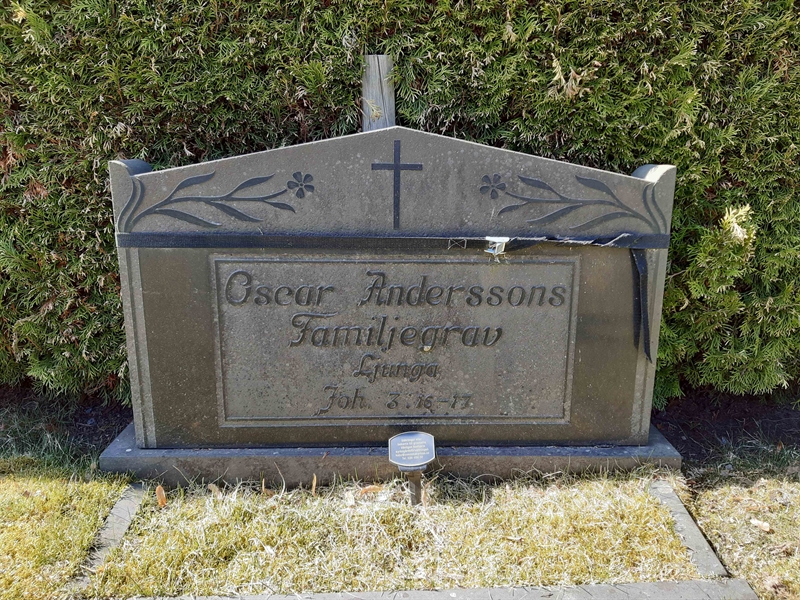 Oscar Anderssons
Familjegrav
Ljunga
Joh. 3. 16-17